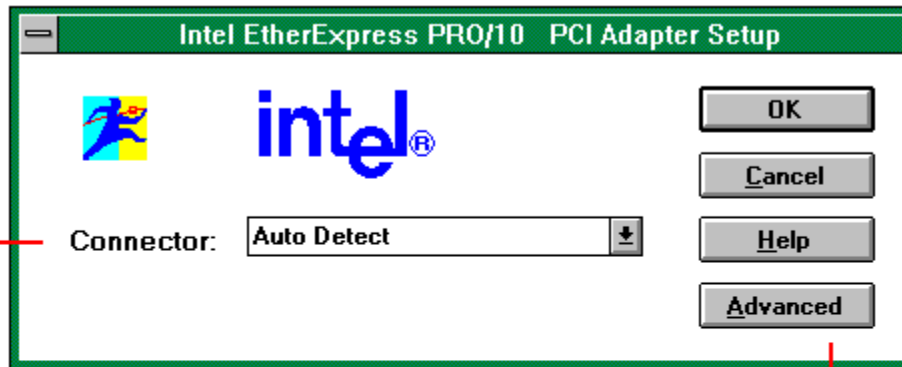 Intel EtherExpress PRO/10 PCI Adapter Setup
intel®
OK
Cancel
Connector: Auto Detect
Help
Advanced